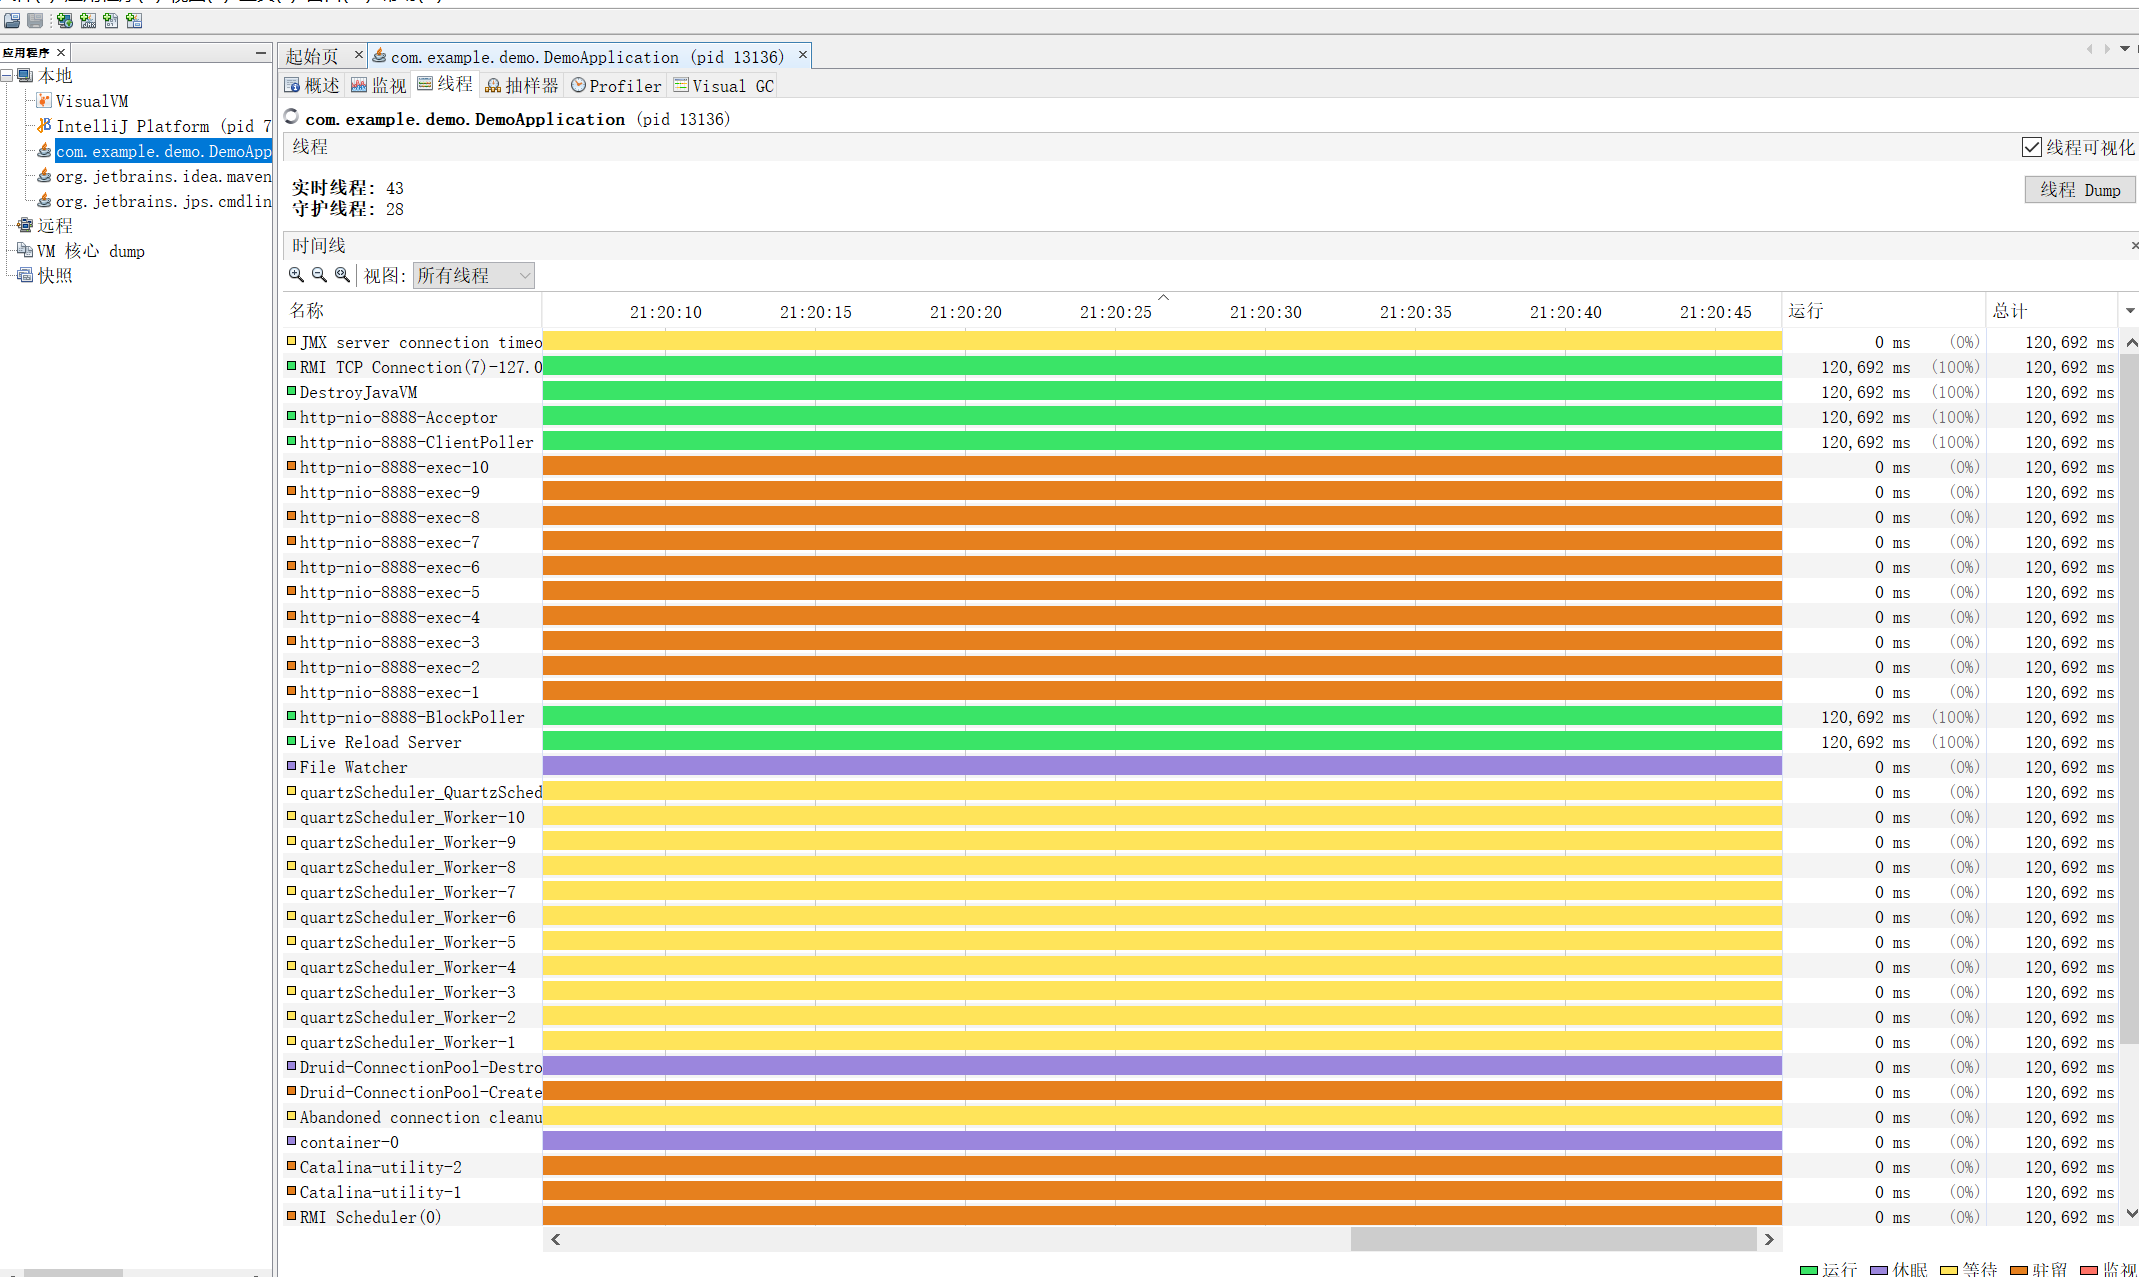 应用程序
本地
VisualVM
IntelliJ Platform (pid 7
com.example.demo.DemoApp
org.jetbrains.idea.maven
org.jetbrains.jps.cmdlin
远程
VM 核心 dump
快照
起始页
com.example.demo.DemoApplication (pid 13136)
概述 监视 线程 抽样器 Profiler Visual GC
com.example.demo.DemoApplication (pid 13136)
线程
线程可视化
实时线程: 43
守护线程: 28
线程 Dump
时间线
视图: 所有线程
名称 21:20:10 21:20:15 21:20:20 21:20:25 21:20:30 21:20:35 21:20:40 21:20:45 运行 总计
JMX server connection timeo 0 ms (0%) 120,692 ms
RMI TCP Connection(7)-127.0 120,692 ms (100%) 120,692 ms
DestroyJavaVM 120,692 ms (100%) 120,692 ms
http-nio-8888-Acceptor 120,692 ms (100%) 120,692 ms
http-nio-8888-ClientPoller 120,692 ms (100%) 120,692 ms
http-nio-8888-exec-10 0 ms (0%) 120,692 ms
http-nio-8888-exec-9 0 ms (0%) 120,692 ms
http-nio-8888-exec-8 0 ms (0%) 120,692 ms
http-nio-8888-exec-7 0 ms (0%) 120,692 ms
http-nio-8888-exec-6 0 ms (0%) 120,692 ms
http-nio-8888-exec-5 0 ms (0%) 120,692 ms
http-nio-8888-exec-4 0 ms (0%) 120,692 ms
http-nio-8888-exec-3 0 ms (0%) 120,692 ms
http-nio-8888-exec-2 0 ms (0%) 120,692 ms
http-nio-8888-exec-1 0 ms (0%) 120,692 ms
http-nio-8888-BlockPoller 120,692 ms (100%) 120,692 ms
Live Reload Server 120,692 ms (100%) 120,692 ms
File Watcher 0 ms (0%) 120,692 ms
quartzScheduler_QuartzSched 0 ms (0%) 120,692 ms
quartzScheduler_Worker-10 0 ms (0%) 120,692 ms
quartzScheduler_Worker-9 0 ms (0%) 120,692 ms
quartzScheduler_Worker-8 0 ms (0%) 120,692 ms
quartzScheduler_Worker-7 0 ms (0%) 120,692 ms
quartzScheduler_Worker-6 0 ms (0%) 120,692 ms
quartzScheduler_Worker-5 0 ms (0%) 120,692 ms
quartzScheduler_Worker-4 0 ms (0%) 120,692 ms
quartzScheduler_Worker-3 0 ms (0%) 120,692 ms
quartzScheduler_Worker-2 0 ms (0%) 120,692 ms
quartzScheduler_Worker-1 0 ms (0%) 120,692 ms
Druid-ConnectionPool-Destro 0 ms (0%) 120,692 ms
Druid-ConnectionPool-Create 0 ms (0%) 120,692 ms
Abandoned connection cleanu 0 ms (0%) 120,692 ms
container-0 0 ms (0%) 120,692 ms
Catalina-utility-2 0 ms (0%) 120,692 ms
Catalina-utility-1 0 ms (0%) 120,692 ms
RMI Scheduler(0) 0 ms (0%) 120,692 ms
运行 休眠 等待 驻留 监视